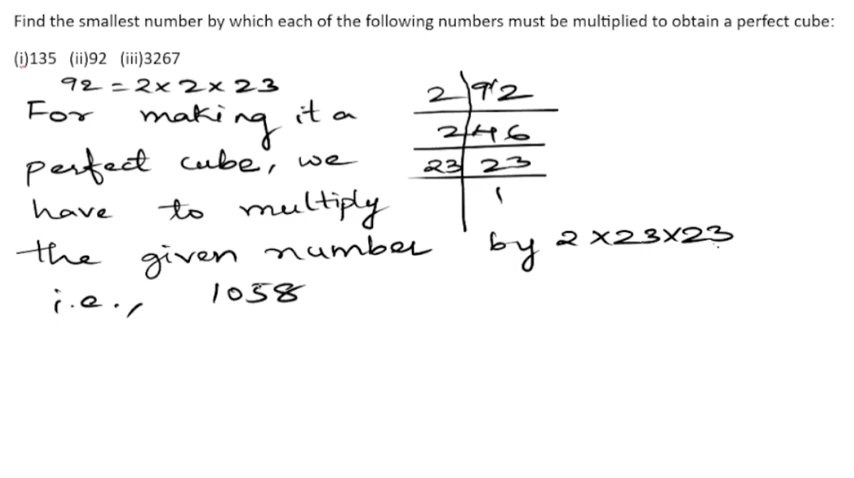 Find the smallest number by which each of the following numbers must be multiplied to obtain a perfect cube:
(i)135 (ii)92 (iii)3267
92 = 2 x 2 x 23
2 92
For making it a
2 46
perfect cube, we
23 23
have to multiply
1
the given number by 2 x 23 x 23
i.e., 1058